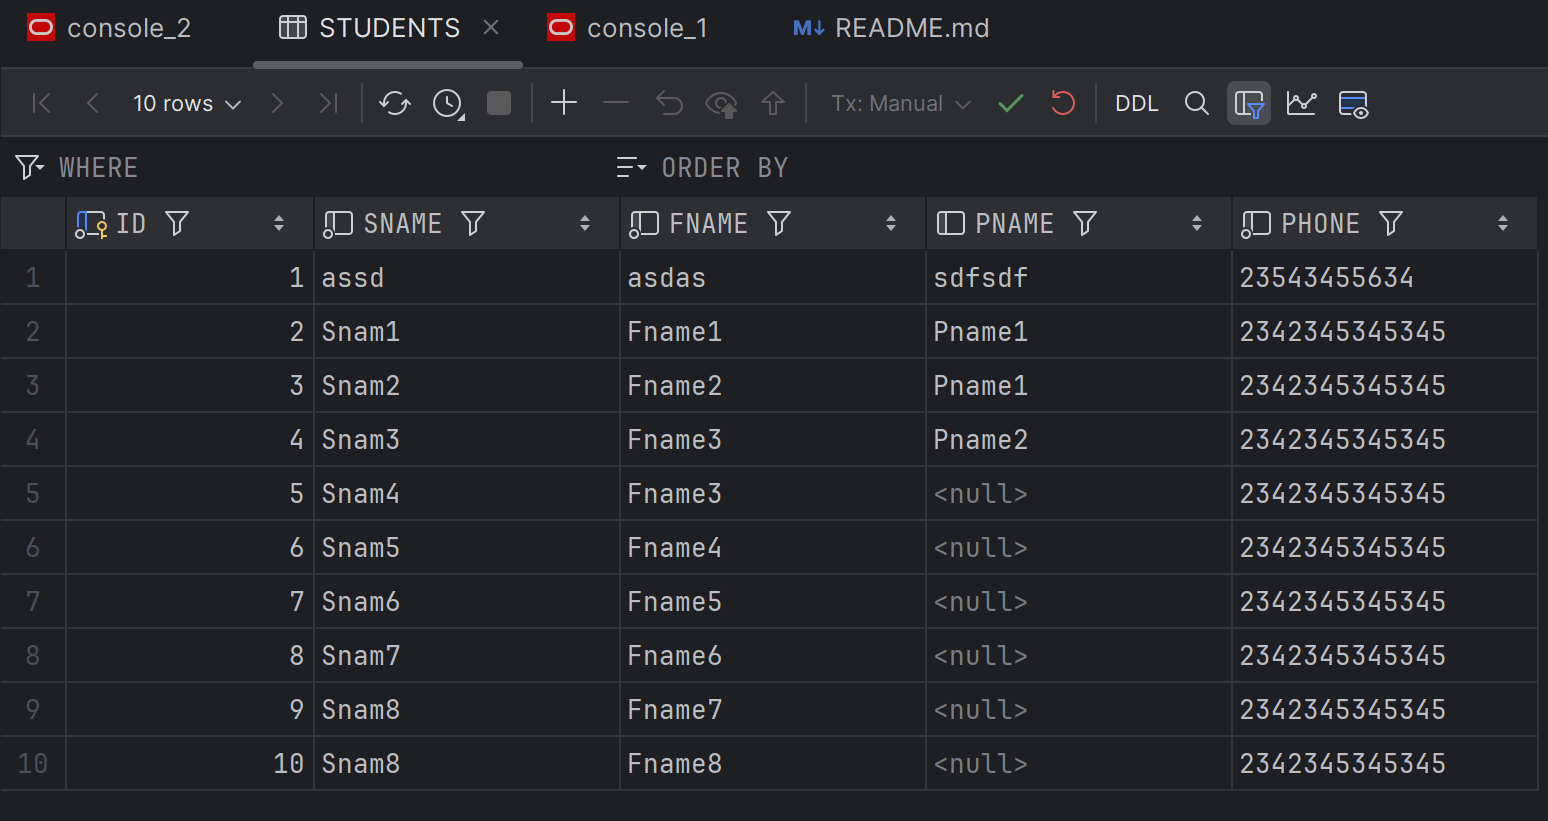 console_2 STUDENTS console_1 M↓ README.md
10 rows Tx: Manual DDL
WHERE ORDER BY
ID SNAME FNAME PNAME PHONE
1 1 assd asdas sdfsdf 23543455634
2 2 Snam1 Fname1 Pname1 2342345345345
3 3 Snam2 Fname2 Pname1 2342345345345
4 4 Snam3 Fname3 Pname2 2342345345345
5 5 Snam4 Fname3 <null> 2342345345345
6 6 Snam5 Fname4 <null> 2342345345345
7 7 Snam6 Fname5 <null> 2342345345345
8 8 Snam7 Fname6 <null> 2342345345345
9 9 Snam8 Fname7 <null> 2342345345345
10 10 Snam8 Fname8 <null> 2342345345345